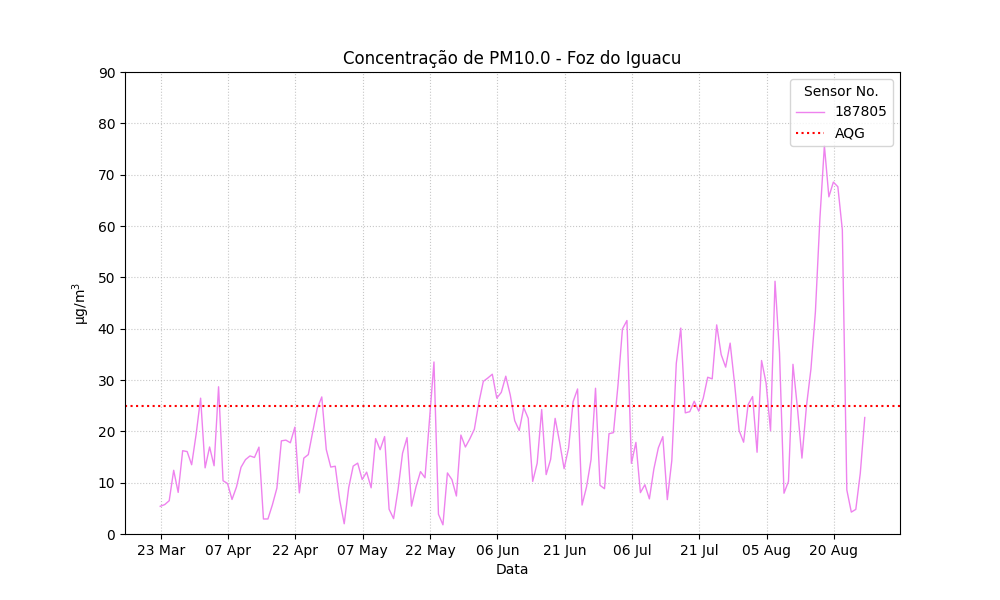 Concentração de PM10.0 - Foz do Iguacu
Sensor No.
187805
AQG
µg/m³
90
80
70
60
50
40
30
20
10
0
23 Mar 07 Apr 22 Apr 07 May 22 May 06 Jun 21 Jun 06 Jul 21 Jul 05 Aug 20 Aug
Data